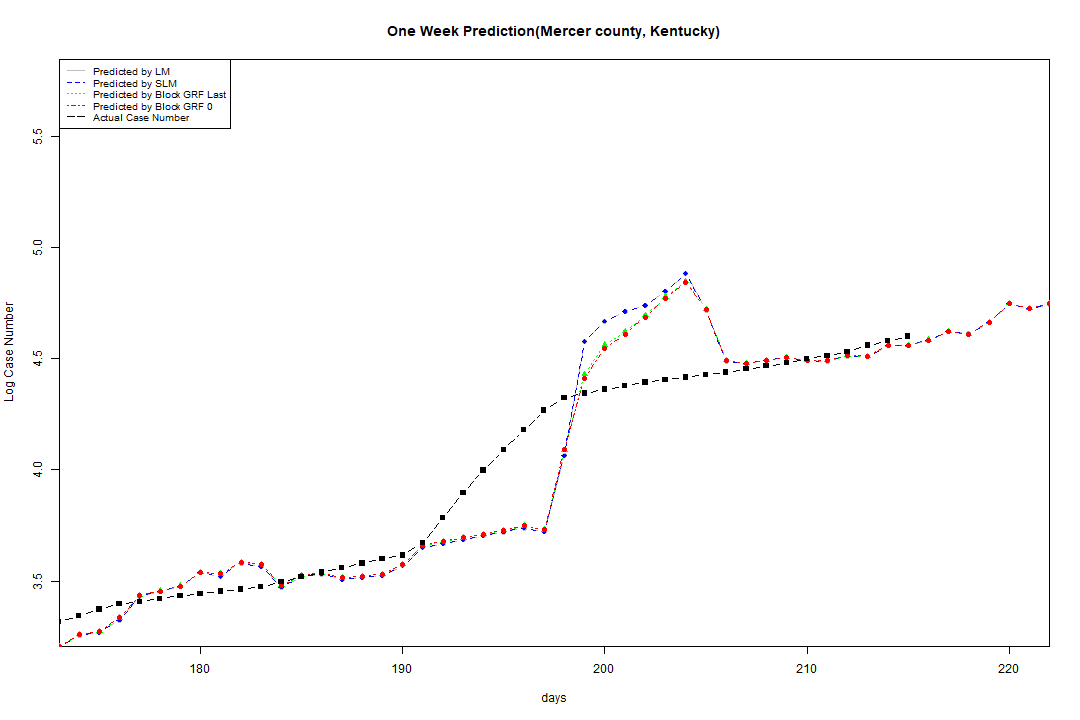 One Week Prediction(Mercer county, Kentucky)
Predicted by LM
Predicted by SLM
Predicted by Block GRF Last
Predicted by Block GRF 0
Actual Case Number
5.5
5.0
4.5
4.0
3.5
Log Case Number
180 190 200 210 220
days